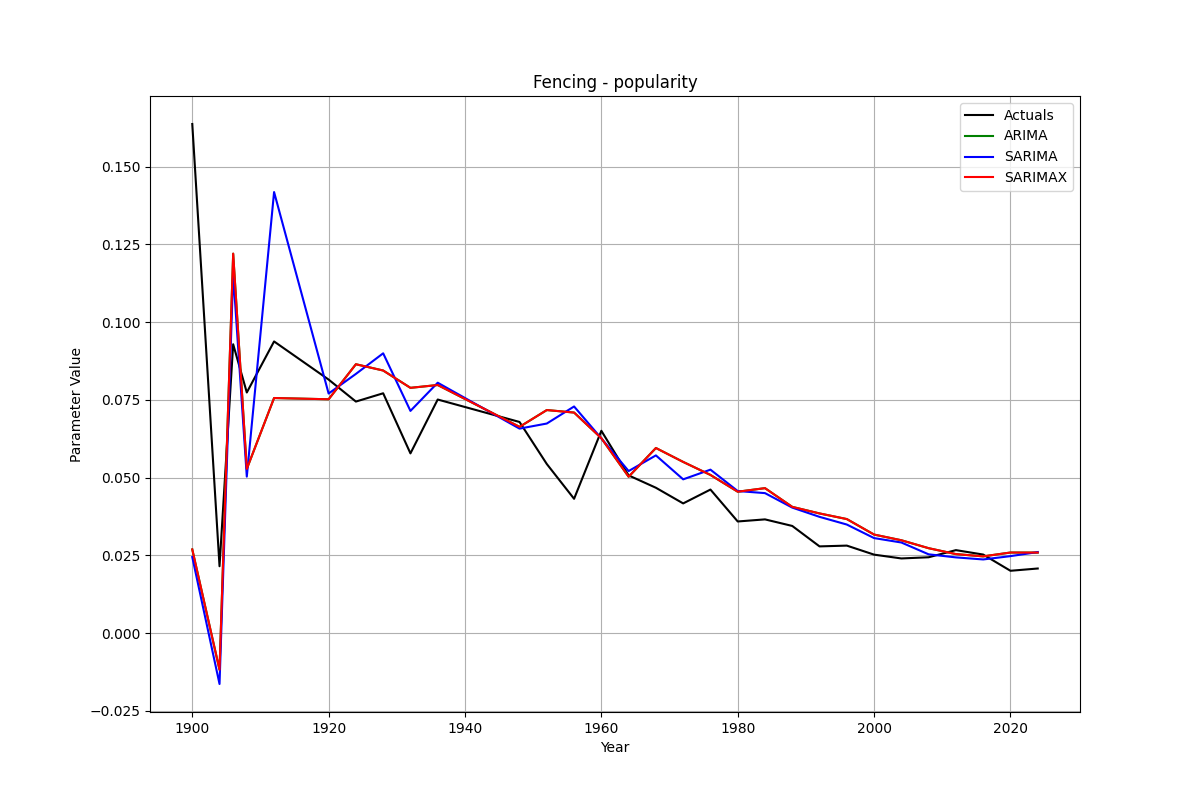 Fencing - popularity
Actuals
ARIMA
SARIMA
SARIMAX
Parameter Value
0.150
0.125
0.100
0.075
0.050
0.025
0.000
−0.025
1900 1920 1940 1960 1980 2000 2020
Year